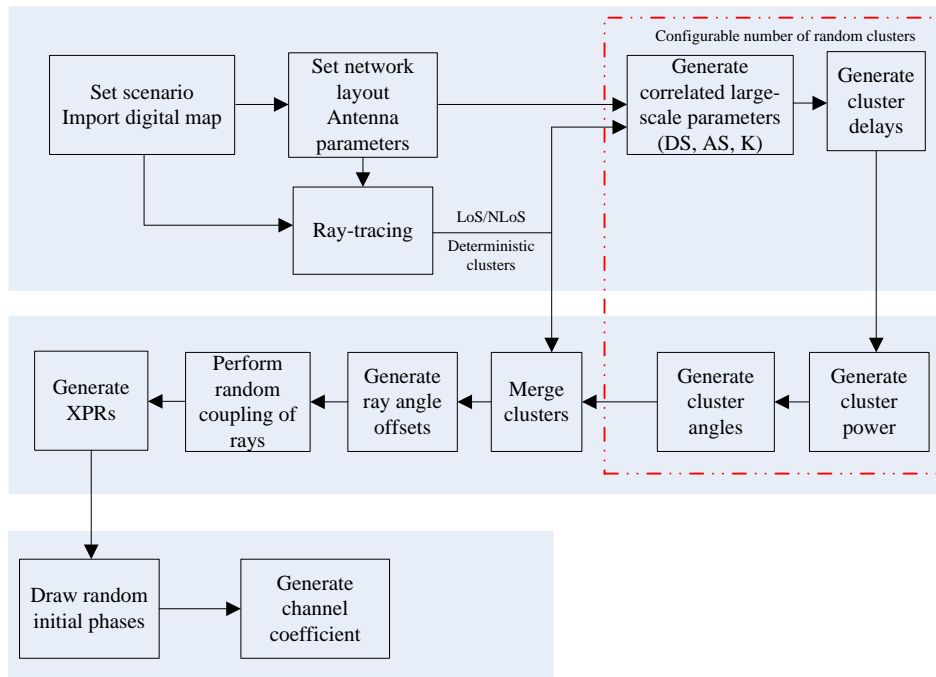 Configurable number of random clusters
Set scenario
Import digital map
Set network
layout
Antenna
parameters
Generate
correlated large-
scale parameters
(DS, AS, K)
Generate
cluster
delays
Ray-tracing
LoS/NLoS
Deterministic
clusters
Generate
XPRs
Perform
random
coupling of
rays
Generate
ray angle
offsets
Merge
clusters
Generate
cluster
angles
Generate
cluster
power
Draw random
initial phases
Generate
channel
coefficient